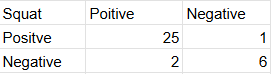 Squat Poitive Negative
Positve 25 1
Negative 2 6